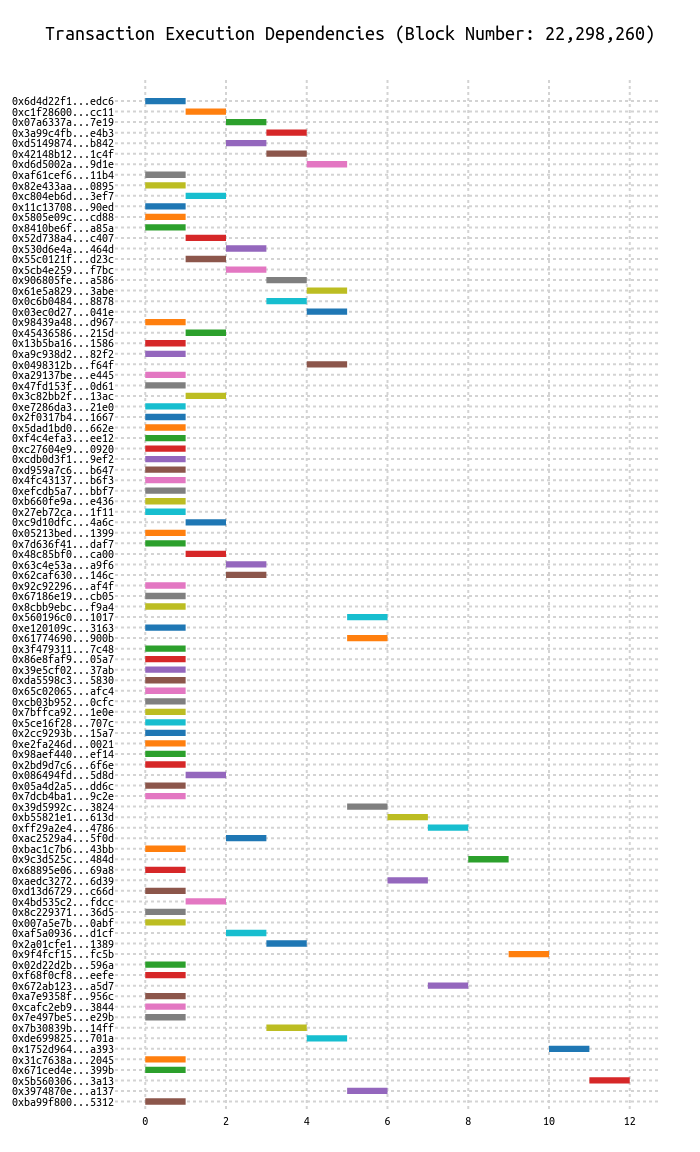 Transaction Execution Dependencies (Block Number: 22,298,260)
0x6d4d22f1...edc6
0xc1f28600...cc11
0x07a6337a...7e19
0x3a99c4fb...e4b3
0xd5149874...b842
0x42148b12...1c4f
0xd6d5002a...9d1e
0xaf61cef6...11b4
0x82e433aa...0895
0xc804eb6d...3ef7
0x11c13708...90ed
0x5805e09c...cd88
0x8410be6f...a85a
0x52d738a4...c407
0x530d6e4a...464d
0x55c0121f...d23c
0x5cb4e259...f7bc
0x906805fe...a586
0x61e5a829...3abe
0x0c6b0484...8878
0x03ec0d27...041e
0x98439a48...d967
0x45436586...215d
0x13b5ba16...1586
0xa9c938d2...82f2
0x0498312b...f64f
0xa29137be...e445
0x47fd153f...0d61
0x3c82bb2f...13ac
0xe7286da3...21e0
0x2f0317b4...1667
0x5dad1bd0...662e
0xf4c4efa3...ee12
0xc27604e9...0920
0xcdb0d3f1...9ef2
0xd959a7c6...b647
0x4fc43137...b6f3
0xefcdb5a7...bbf7
0xb660fe9a...e436
0x27eb72ca...1f11
0xc9d10dfc...4a6c
0x05213bed...1399
0x7d636f41...daf7
0x48c85bf0...ca00
0x63c4e53a...a9f6
0x62caf630...146c
0x92c92296...af4f
0x67186e19...cb05
0x8cbb9ebc...f9a4
0x560196c0...1017
0xe120109c...3163
0x61774690...900b
0x3f479311...7c48
0x86e8faf9...05a7
0x39e5cf02...37ab
0xda5598c3...5830
0x65c02065...afc4
0xcb03b952...0cfc
0x7bffca92...1e0e
0x5ce16f28...707c
0x2cc9293b...15a7
0xe2fa246d...0021
0x98aef440...ef14
0x2bd9d7c6...6f6e
0x086494fd...5d8d
0x05a4d2a5...dd6c
0x7dcb4ba1...9c2e
0x39d5992c...3824
0xb55821e1...613d
0xff29a2e4...4786
0xac2529a4...5f0d
0xbac1c7b6...43bb
0x9c3d525c...484d
0x68895e06...69a8
0xaedc3272...6d39
0xd13d6729...c66d
0x4bd535c2...fdcc
0x8c229371...36d5
0x007a5e7b...0abf
0xaf5a0936...d1cf
0x2a01cfe1...1389
0x9f4fcf15...fc5b
0x02d22d2b...596a
0xf68f0cf8...eefe
0x672ab123...a5d7
0xa7e9358f...956c
0xcafc2eb9...3844
0x7e497be5...e29b
0x7b30839b...14ff
0xde699825...701a
0x1752d964...a393
0x31c7638a...2045
0x671ced4e...399b
0x5b560306...3a13
0x3974870e...a137
0xba99f800...5312
0 2 4 6 8 10 12